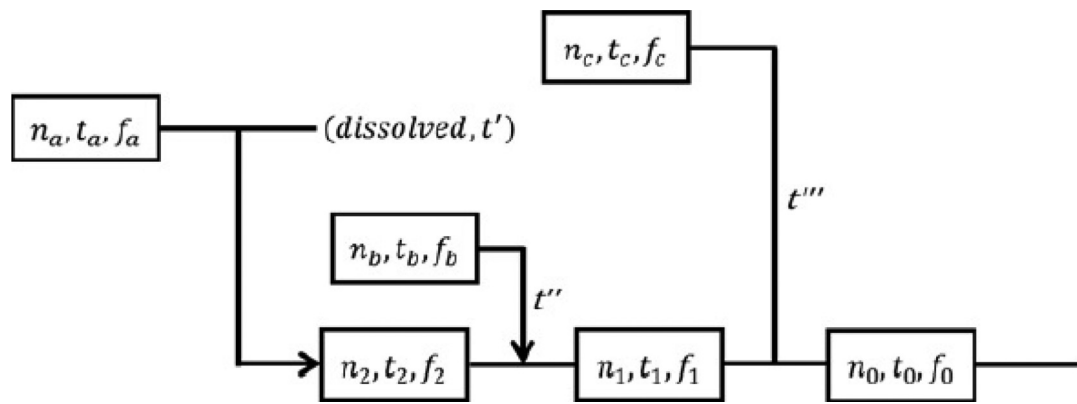 n_c, t_c, f_c
n_a, t_a, f_a
(dissolved, t')
t'''
n_b, t_b, f_b
t''
n_2, t_2, f_2
n_1, t_1, f_1
n_0, t_0, f_0